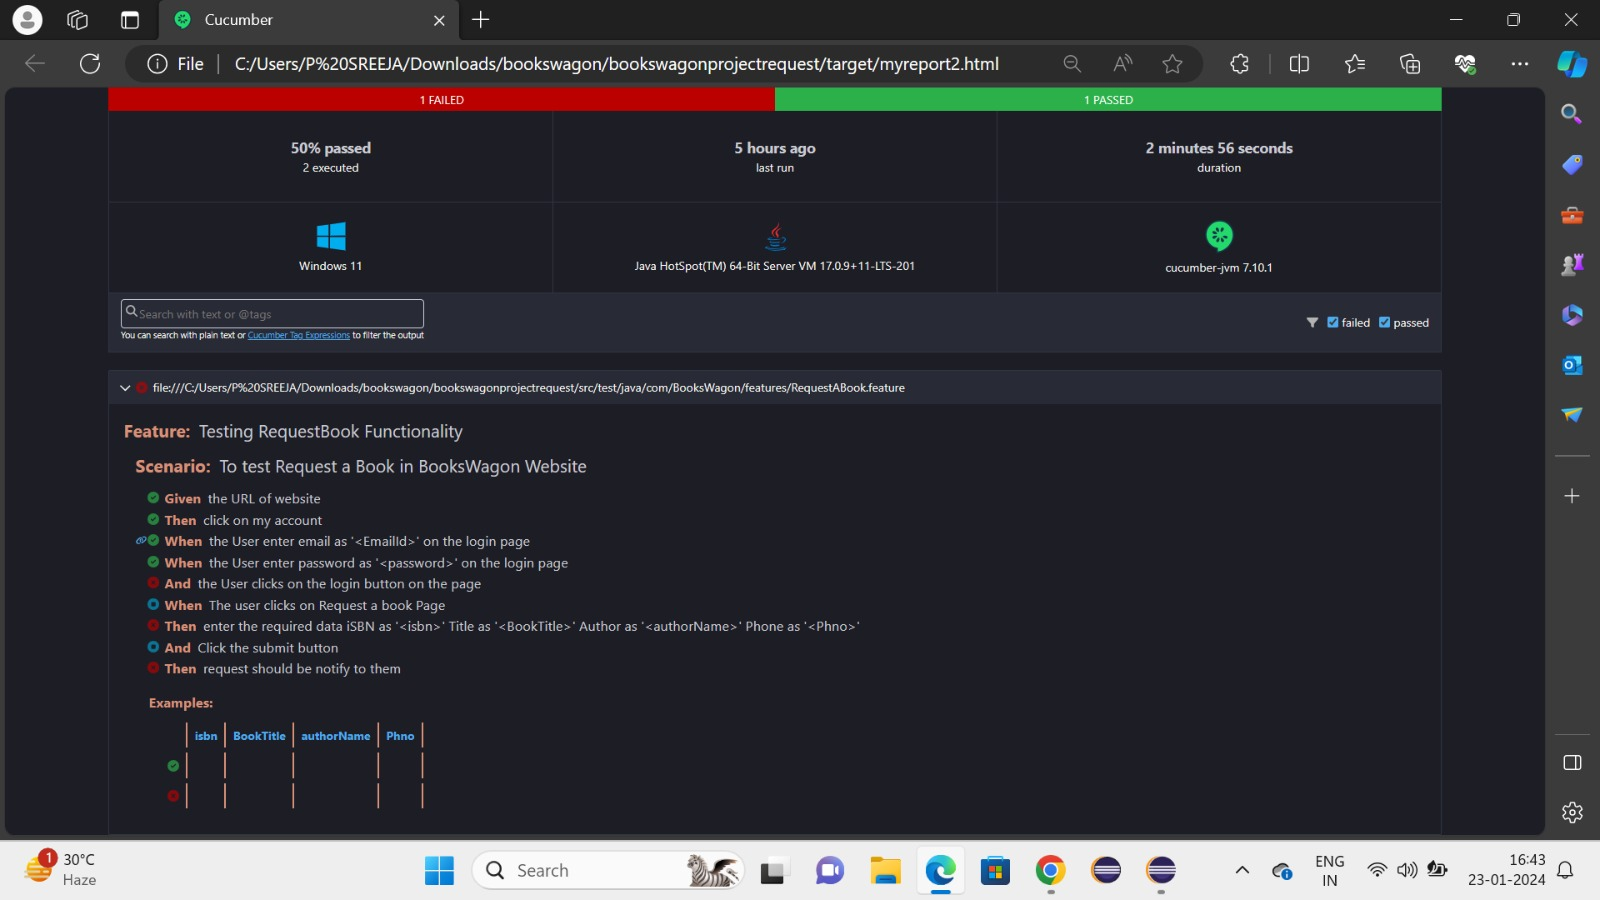 Cucumber
File
C:/Users/P%20SREEJA/Downloads/bookswagon/bookswagonprojectrequest/target/myreport2.html
1 FAILED
1 PASSED
50% passed
2 executed
5 hours ago
last run
2 minutes 56 seconds
duration
Windows 11
Java HotSpot(TM) 64-Bit Server VM 17.0.9+11-LTS-201
cucumber-jvm 7.10.1
Search with text or @tags
You can search with plain text or Cucumber Tag Expressions to filter the output
failed
passed
file:///C:/Users/P%20SREEJA/Downloads/bookswagon/bookswagonprojectrequest/src/test/java/com/BooksWagon/features/RequestABook.feature
Feature: Testing RequestBook Functionality
Scenario: To test Request a Book in BooksWagon Website
Given the URL of website
Then click on my account
When the User enter email as '<EmailId>' on the login page
When the User enter password as '<password>' on the login page
And the User clicks on the login button on the page
When The user clicks on Request a book Page
Then enter the required data iSBN as '<isbn>' Title as '<BookTitle>' Author as '<authorName>' Phone as '<Phno>'
And Click the submit button
Then request should be notify to them
Examples:
isbn BookTitle authorName Phno
1
30°C
Haze
Search
ENG
IN
16:43
23-01-2024